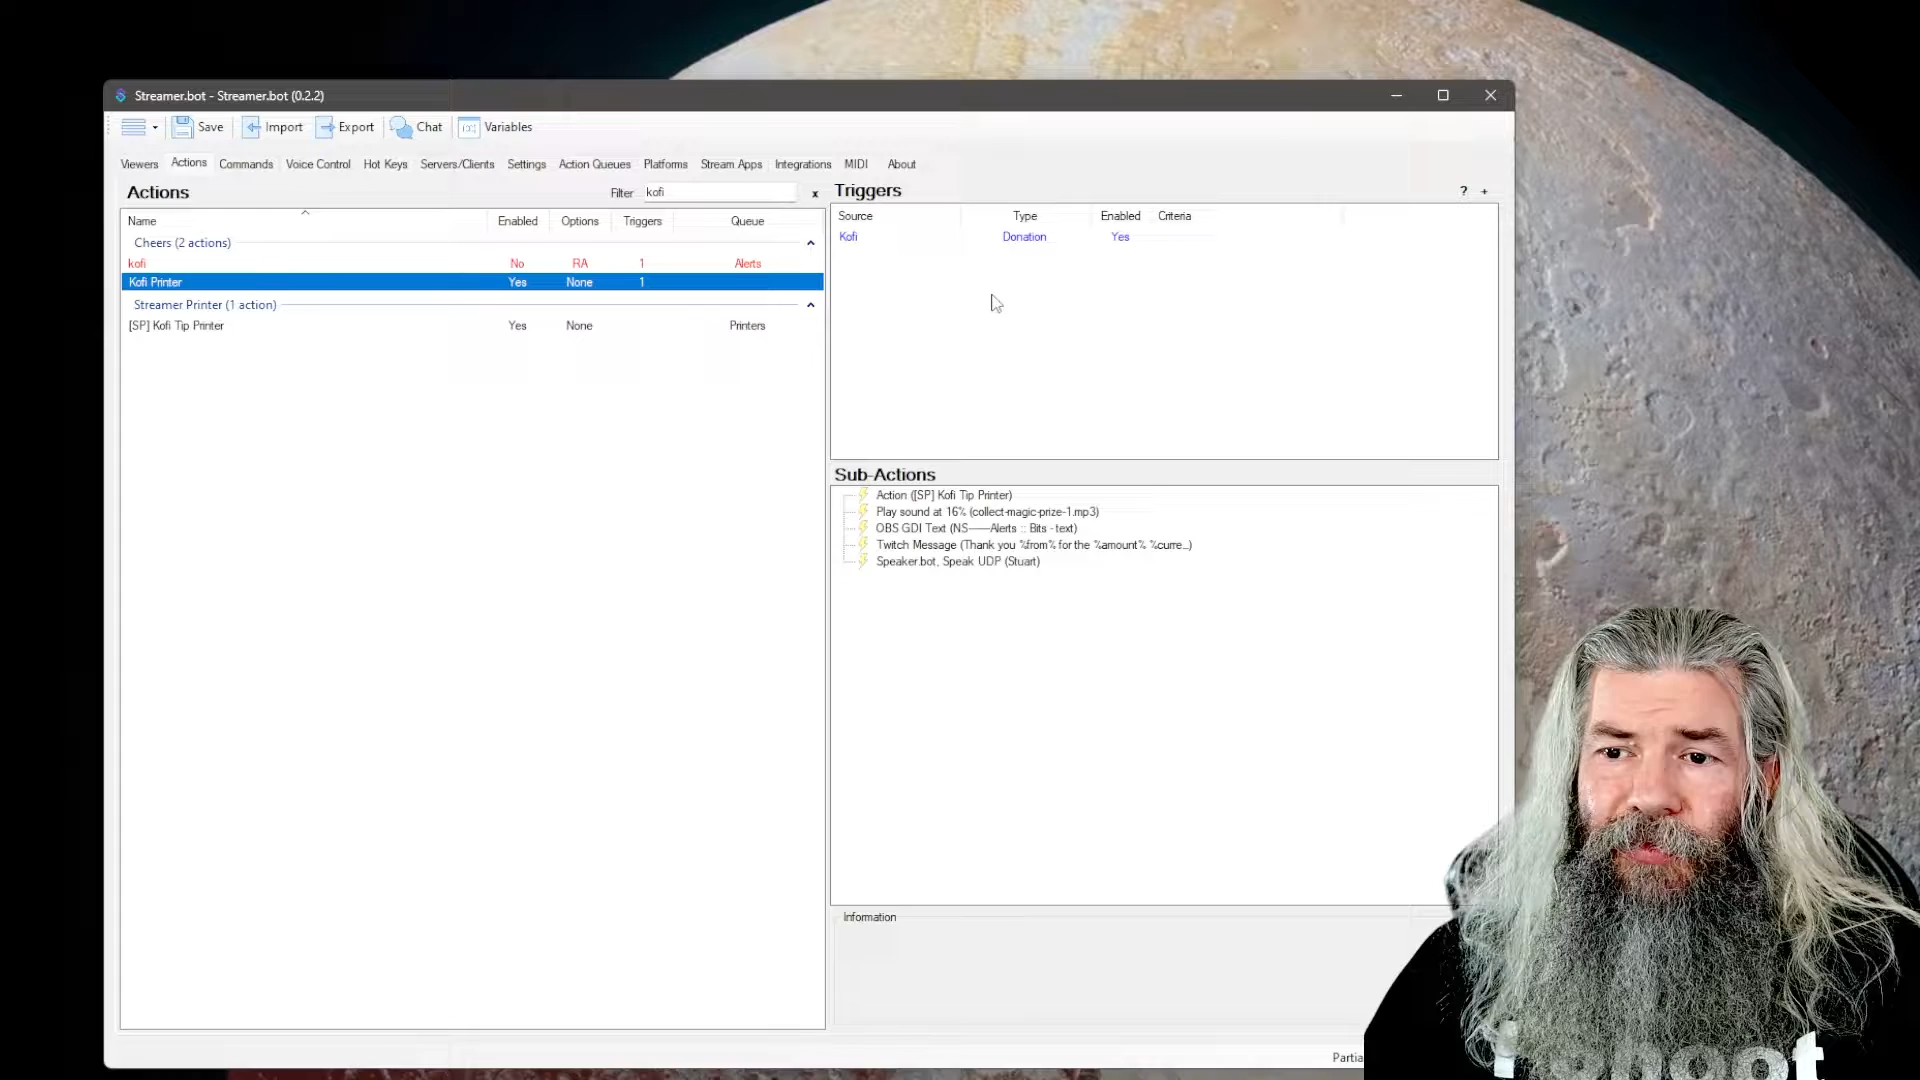 Streamer.bot - Streamer.bot (0.2.2)
Save Import Export Chat Variables
Viewers Actions Commands Voice Control Hot Keys Servers/Clients Settings Action Queues Platforms Stream Apps Integrations MIDI About
Actions Filter kofi x
Name Enabled Options Triggers Queue
Cheers (2 actions)
kofi No RA 1 Alerts
Kofi Printer Yes None 1
Streamer Printer (1 action)
[SP] Kofi Tip Printer Yes None Printers
Triggers ? +
Source Type Enabled Criteria
Kofi Donation Yes
Sub-Actions
Action ([SP] Kofi Tip Printer)
Play sound at 16% (collect-magic-prize-1.mp3)
OBS GDI Text (NS-----Alerts :: Bits - text)
Twitch Message (Thank you %from% for the %amount% %curre...)
Speaker.bot, Speak UDP (Stuart)
Information